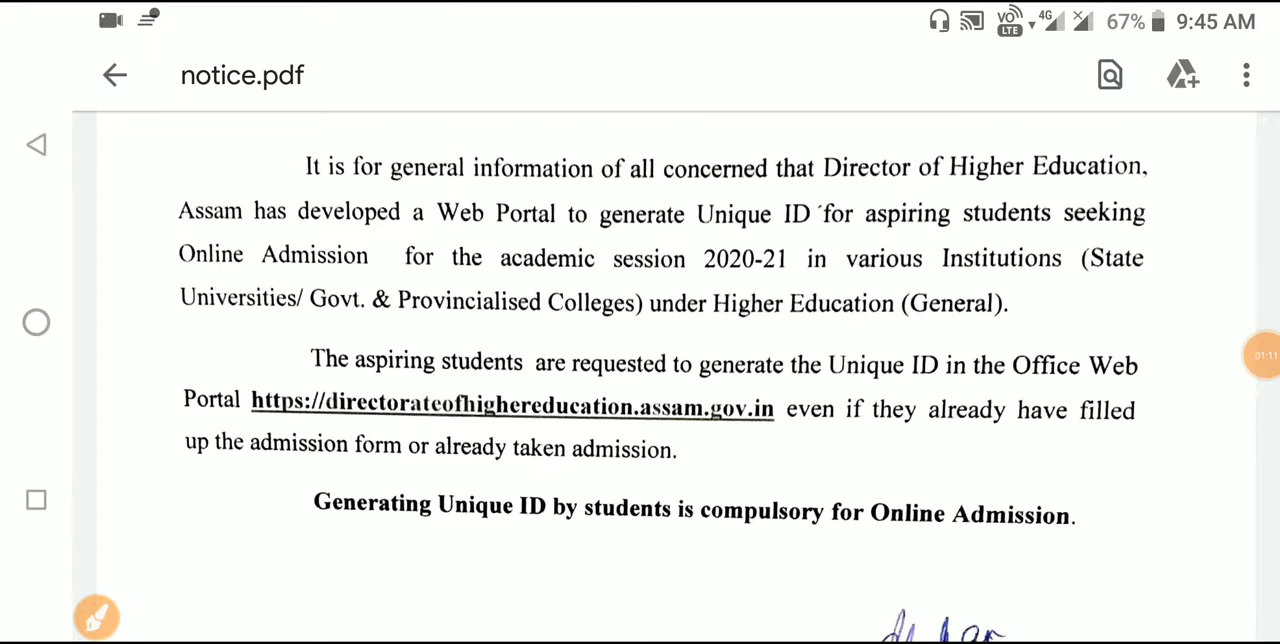 VO LTE 4G 67% 9:45 AM
notice.pdf
It is for general information of all concerned that Director of Higher Education,
Assam has developed a Web Portal to generate Unique ID for aspiring students seeking
Online Admission for the academic session 2020-21 in various Institutions (State
Universities/ Govt. & Provincialised Colleges) under Higher Education (General).
The aspiring students are requested to generate the Unique ID in the Office Web
Portal https://directorateofhighereducation.assam.gov.in even if they already have filled
01:11
up the admission form or already taken admission.
Generating Unique ID by students is compulsory for Online Admission.